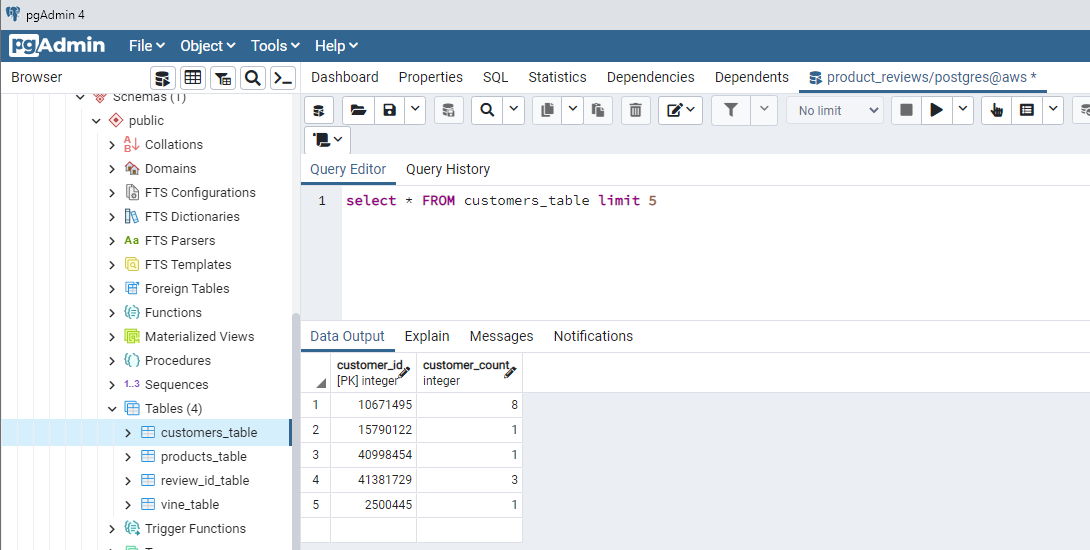 pgAdmin 4
pgAdmin File Object Tools Help
Browser Dashboard Properties SQL Statistics Dependencies Dependents product_reviews/postgres@aws *
Schemas (1)
public
Collations
Domains
FTS Configurations
FTS Dictionaries
Aa FTS Parsers
FTS Templates
Foreign Tables
Functions
Materialized Views
Procedures
1..3 Sequences
Tables (4)
customers_table
products_table
review_id_table
vine_table
Trigger Functions
No limit
Query Editor Query History
1 select * FROM customers_table limit 5
Data Output Explain Messages Notifications
customer_id customer_count
[PK] integer integer
1 10671495 8
2 15790122 1
3 40998454 1
4 41381729 3
5 2500445 1